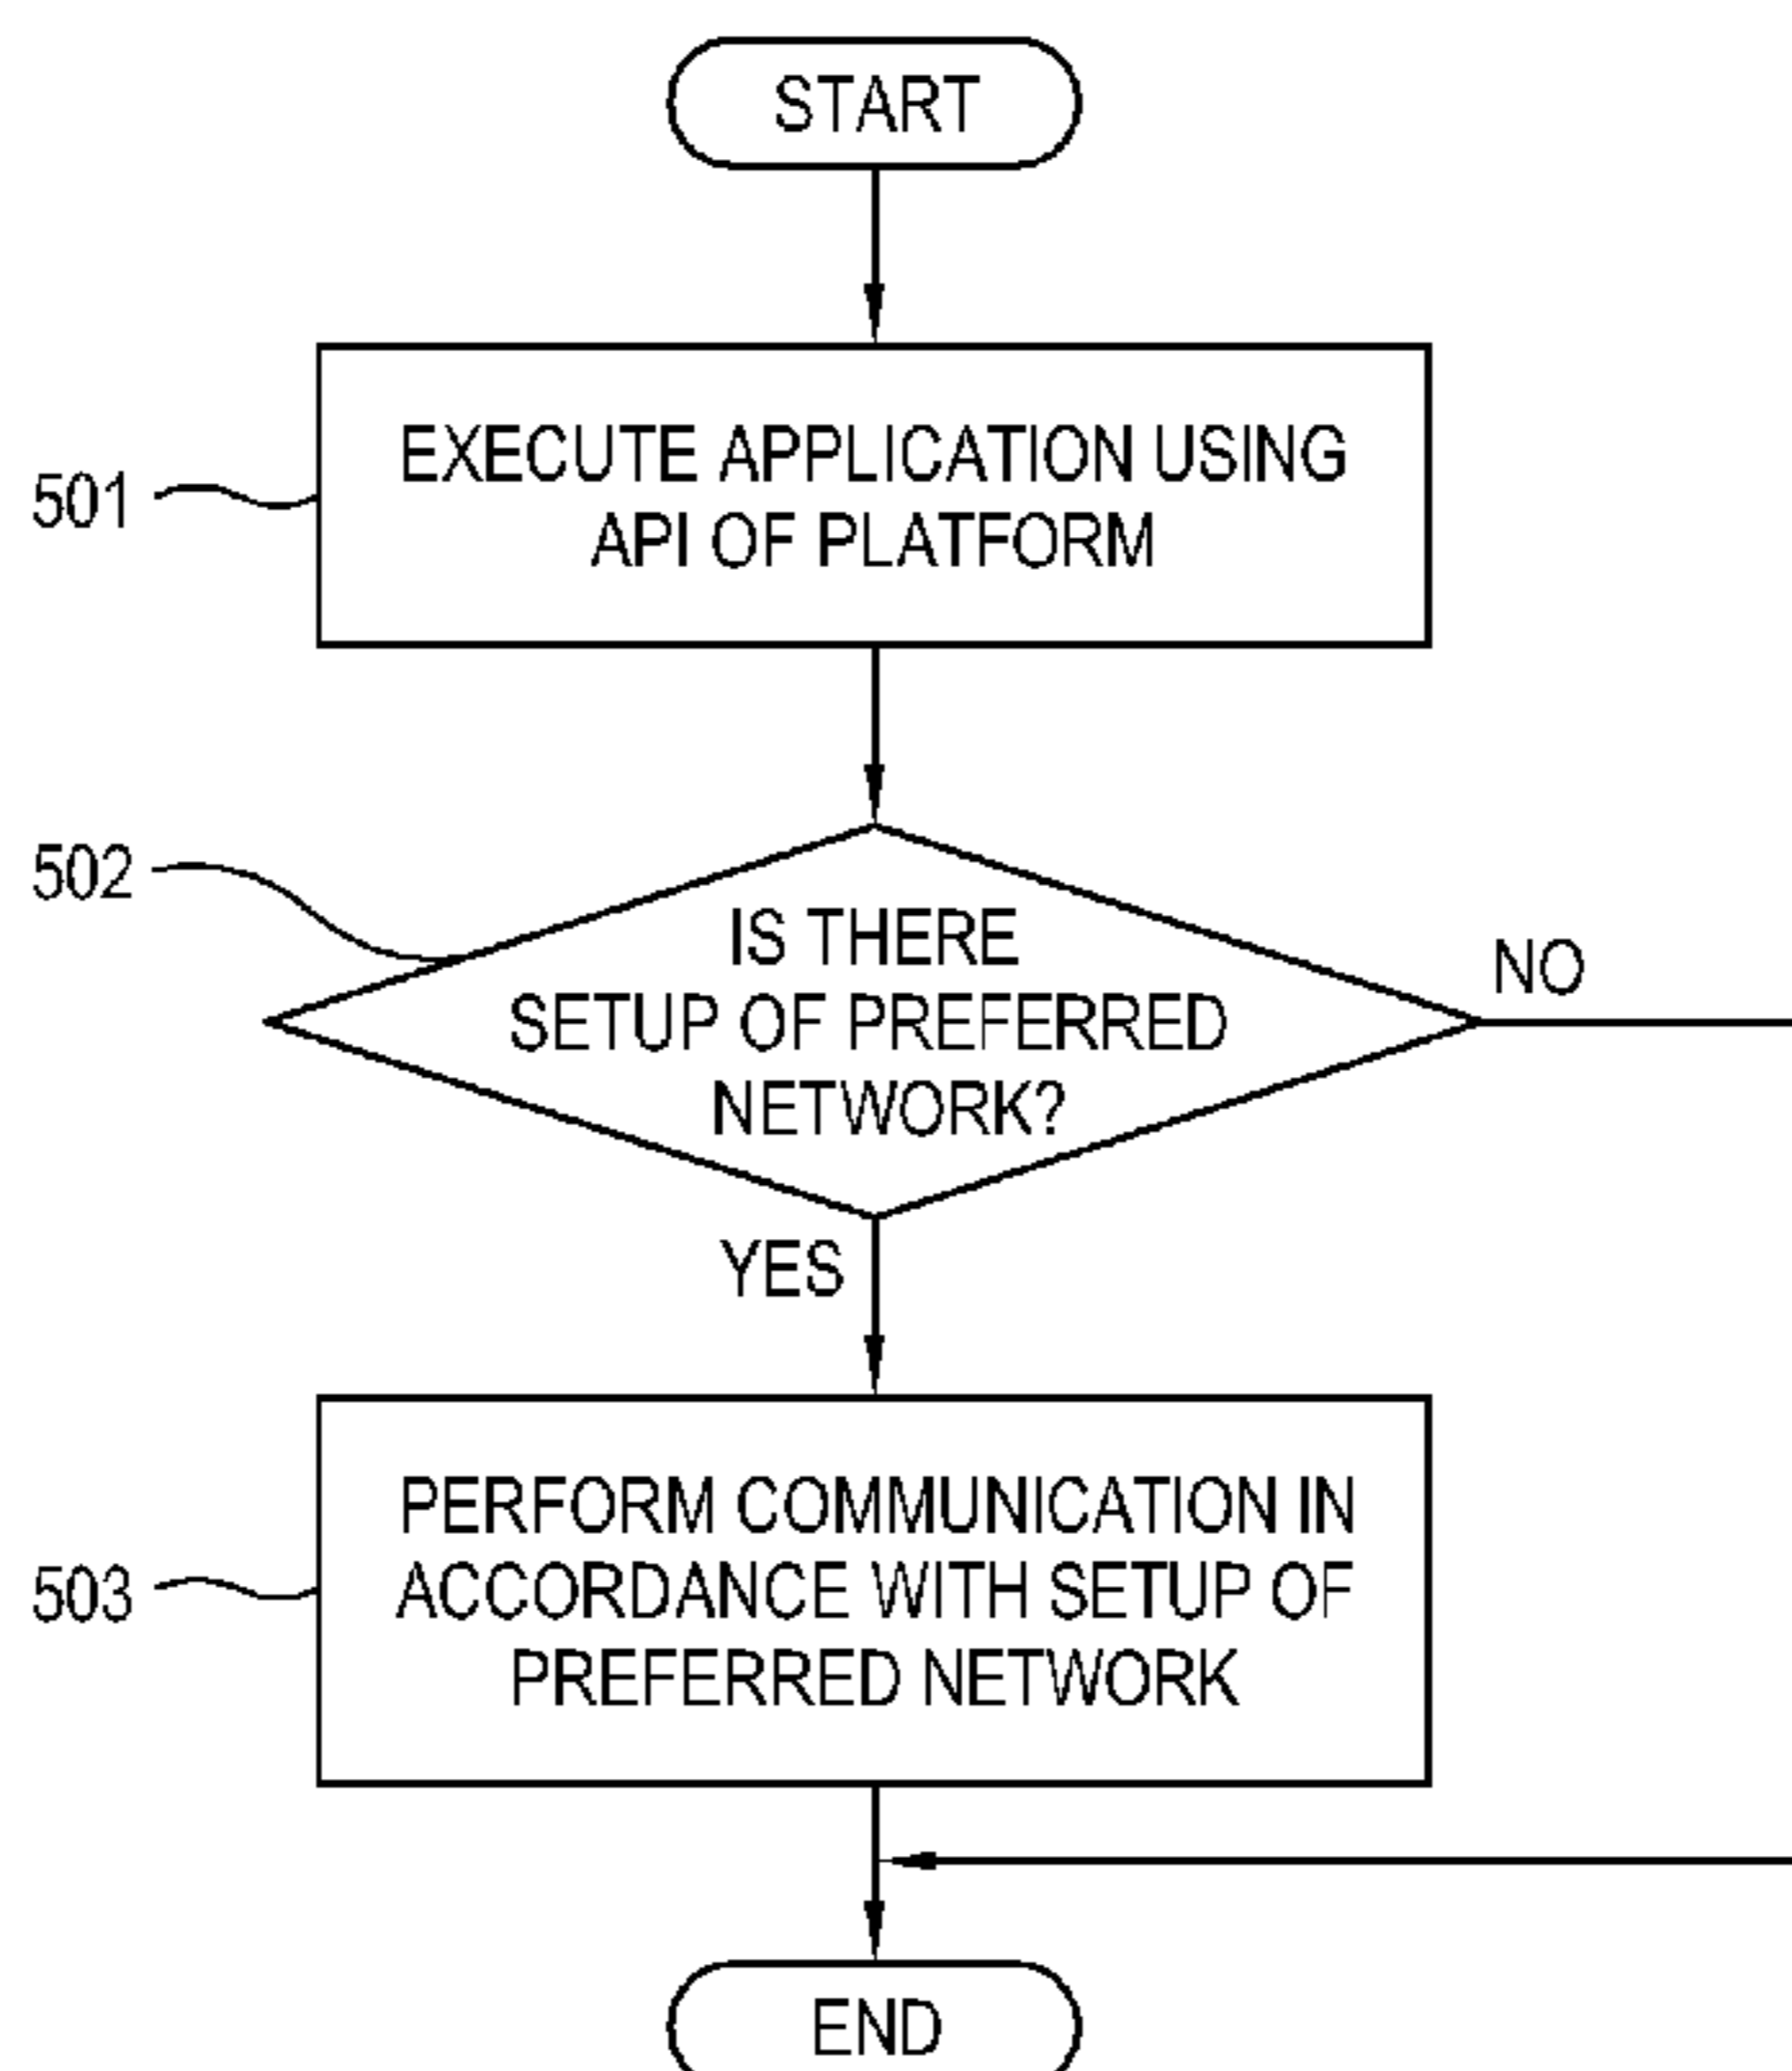 START
501
EXECUTE APPLICATION USING
API OF PLATFORM
502
IS THERE
SETUP OF PREFERRED
NETWORK?
NO
YES
503
PERFORM COMMUNICATION IN
ACCORDANCE WITH SETUP OF
PREFERRED NETWORK
END